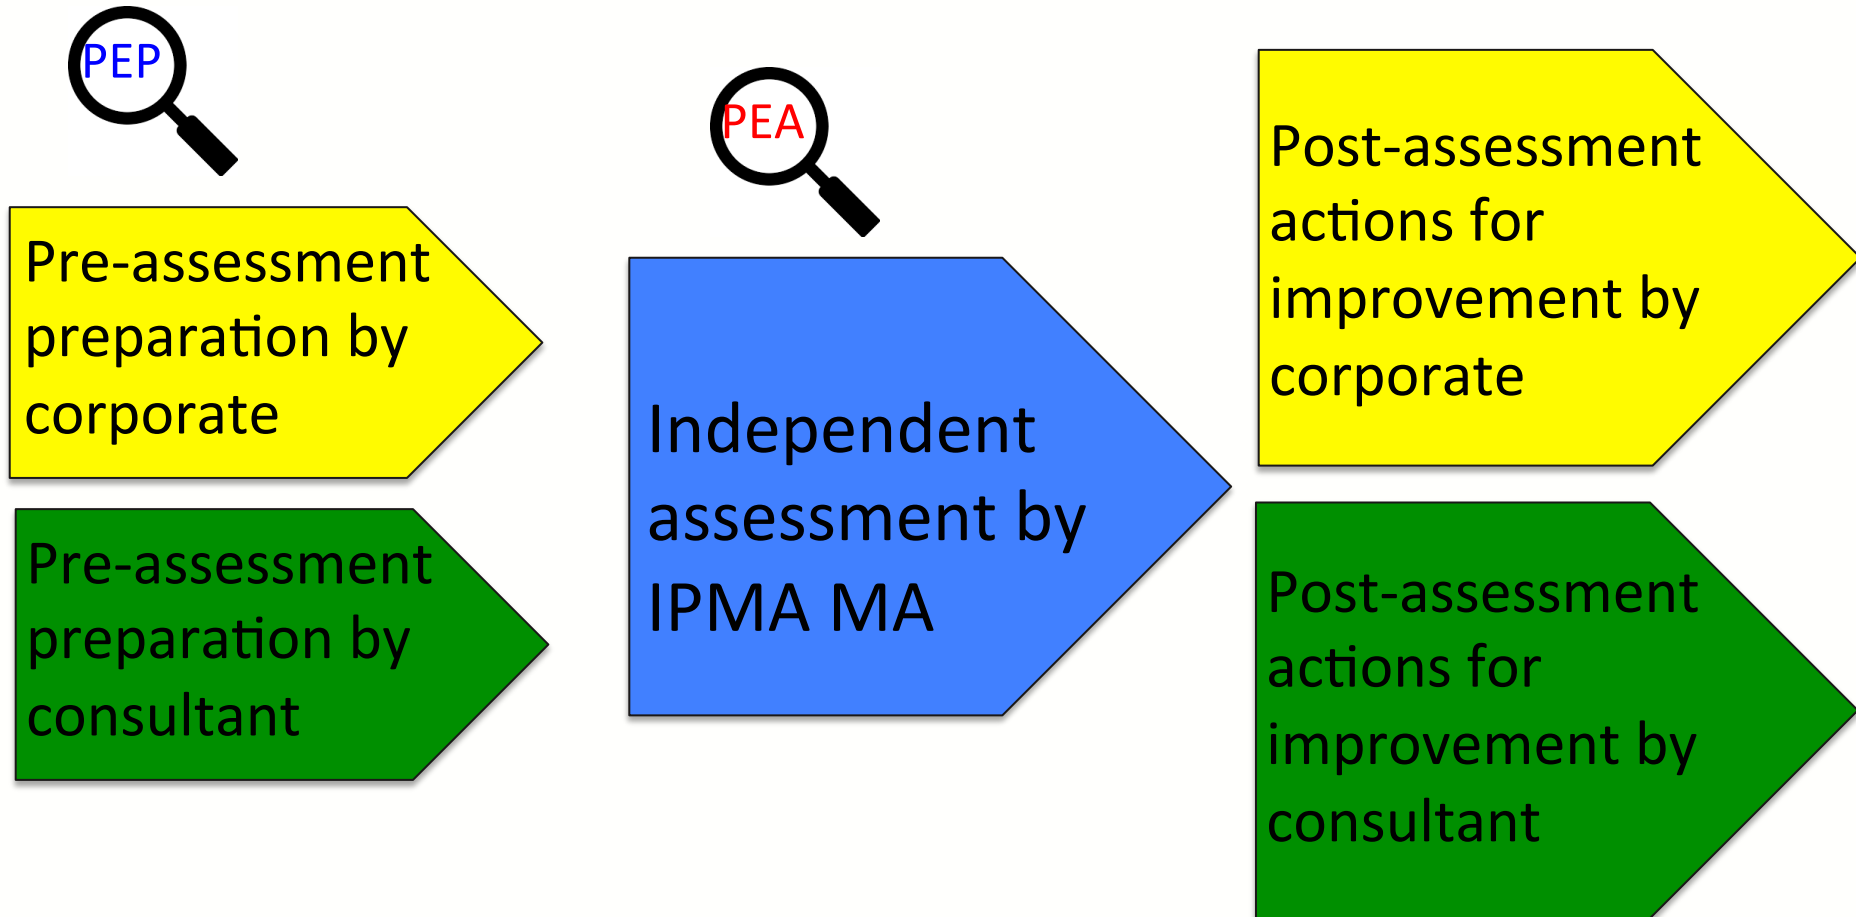 PEP
Pre-assessment
preparation by
corporate
Pre-assessment
preparation by
consultant
PEA
Independent
assessment by
IPMA MA
Post-assessment
actions for
improvement by
corporate
Post-assessment
actions for
improvement by
consultant